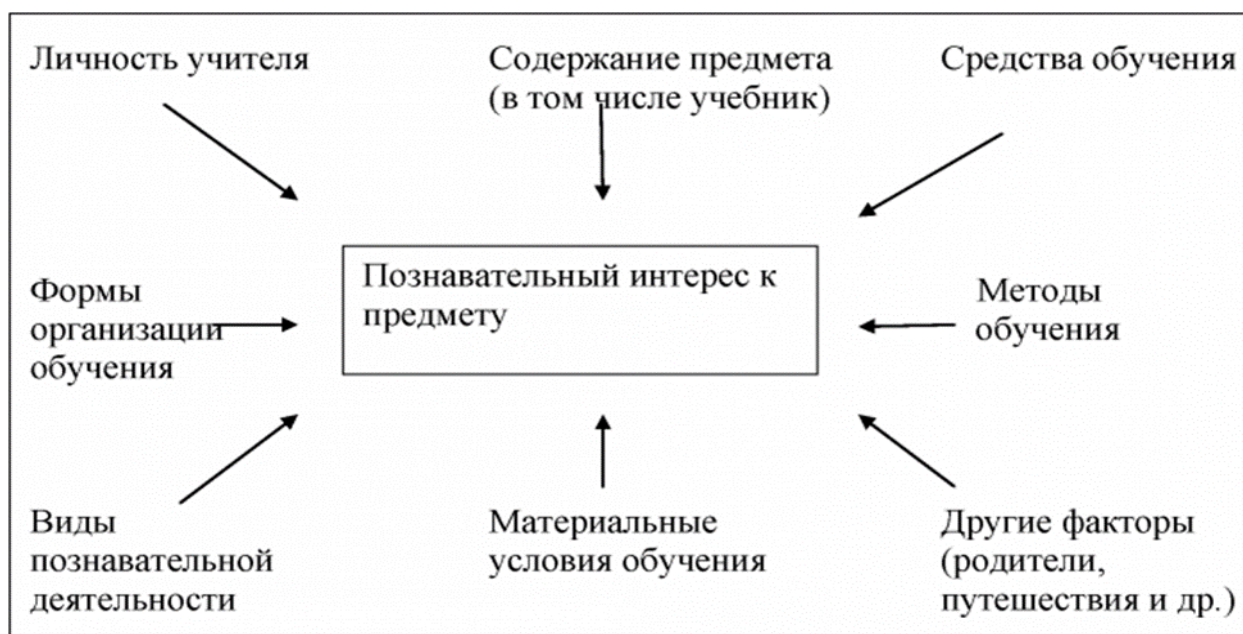 Личность учителя
Содержание предмета
(в том числе учебник)
Средства обучения
Формы
организации
обучения
Познавательный интерес к
предмету
Методы
обучения
Виды
познавательной
деятельности
Материальные
условия обучения
Другие факторы
(родители,
путешествия и др.)